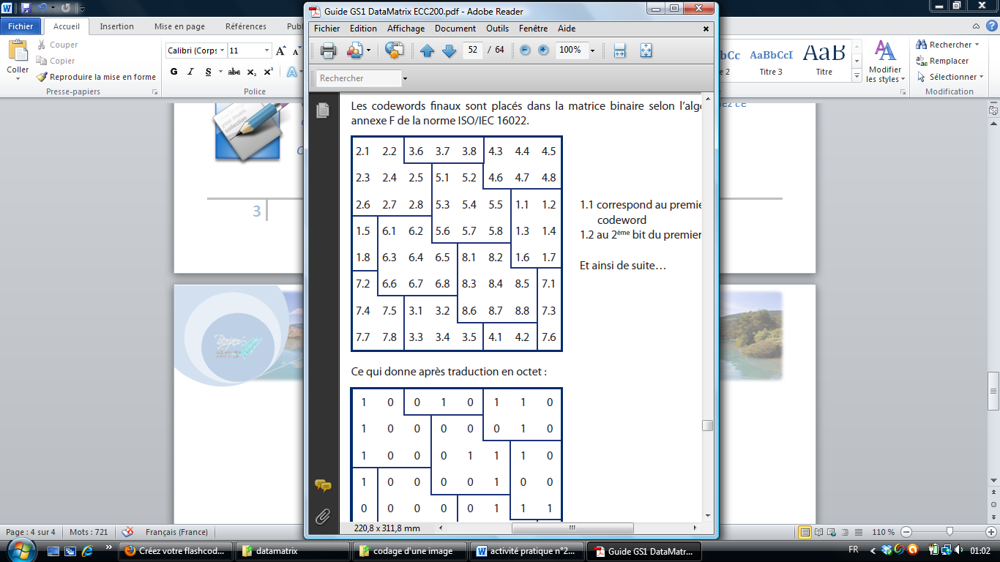 Fichier Accueil Insertion Mise en page Références Publ
Couper
Copier
Reproduire la mise en forme
Coller
Presse-papiers
Calibri (Corps 11
G I S abc x₂ x²
Police
Guide GS1 DataMatrix ECC200.pdf - Adobe Reader
Fichier Edition Affichage Document Outils Fenêtre Aide
52 / 64 100%
Rechercher
AaBbCcI AaB
Titre 3 Titre
Modifier les styles
Rechercher
Remplacer
Sélectionner
Modification
Les codewords finaux sont placés dans la matrice binaire selon l'algo
annexe F de la norme ISO/IEC 16022.
2.1 2.2 3.6 3.7 3.8 4.3 4.4 4.5
2.3 2.4 2.5 5.1 5.2 4.6 4.7 4.8
2.6 2.7 2.8 5.3 5.4 5.5 1.1 1.2
1.5 6.1 6.2 5.6 5.7 5.8 1.3 1.4
1.8 6.3 6.4 6.5 8.1 8.2 1.6 1.7
7.2 6.6 6.7 6.8 8.3 8.4 8.5 7.1
7.4 7.5 3.1 3.2 8.6 8.7 8.8 7.3
7.7 7.8 3.3 3.4 3.5 4.1 4.2 7.6
1.1 correspond au premie
codeword
1.2 au 2ème bit du premier
Et ainsi de suite…
Ce qui donne après traduction en octet :
1 0 0 1 0 1 1 0
1 0 0 0 0 0 1 0
1 0 0 0 1 1 1 0
1 0 0 0 0 1 0 0
0 0 0 0 0 1 1 1
220,8 x 311,8 mm
3
Page : 4 sur 4 Mots : 721 Français (France) 110 %
Créez votre flashcod... datamatrix codage d'une image activité pratique n°2... Guide GS1 DataMatr... FR 01:02